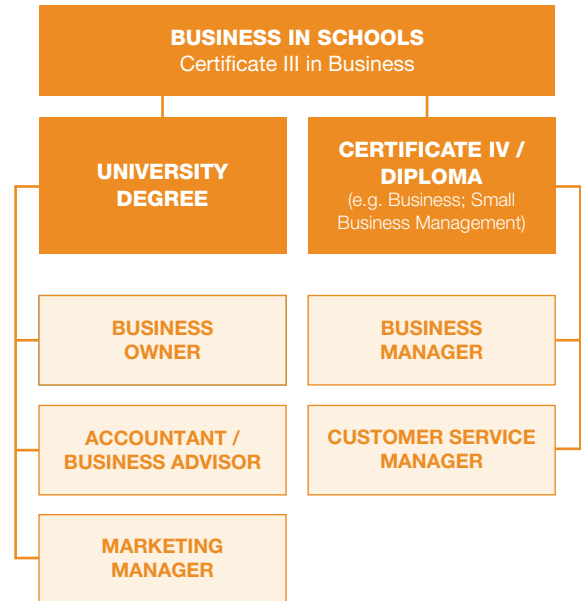 BUSINESS IN SCHOOLS
Certificate III in Business
UNIVERSITY
DEGREE
CERTIFICATE IV /
DIPLOMA
(e.g. Business; Small
Business Management)
BUSINESS
OWNER
BUSINESS
MANAGER
ACCOUNTANT /
BUSINESS ADVISOR
CUSTOMER SERVICE
MANAGER
MARKETING
MANAGER